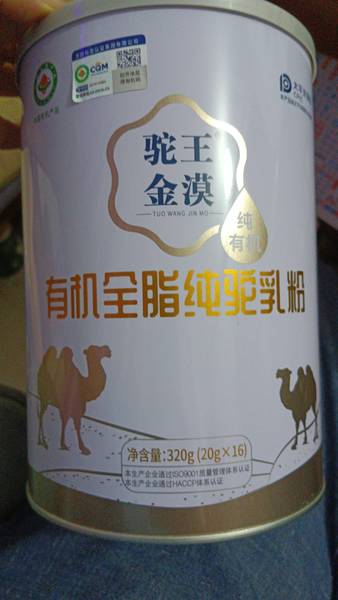 CQM
驼王
金漠
TUO WANG JIN MO
纯
有机
有机全脂纯驼乳粉
净含量:320g (20g×16)
本生产企业通过ISO9001质量管理体系认证
本生产企业通过HACCP体系认证